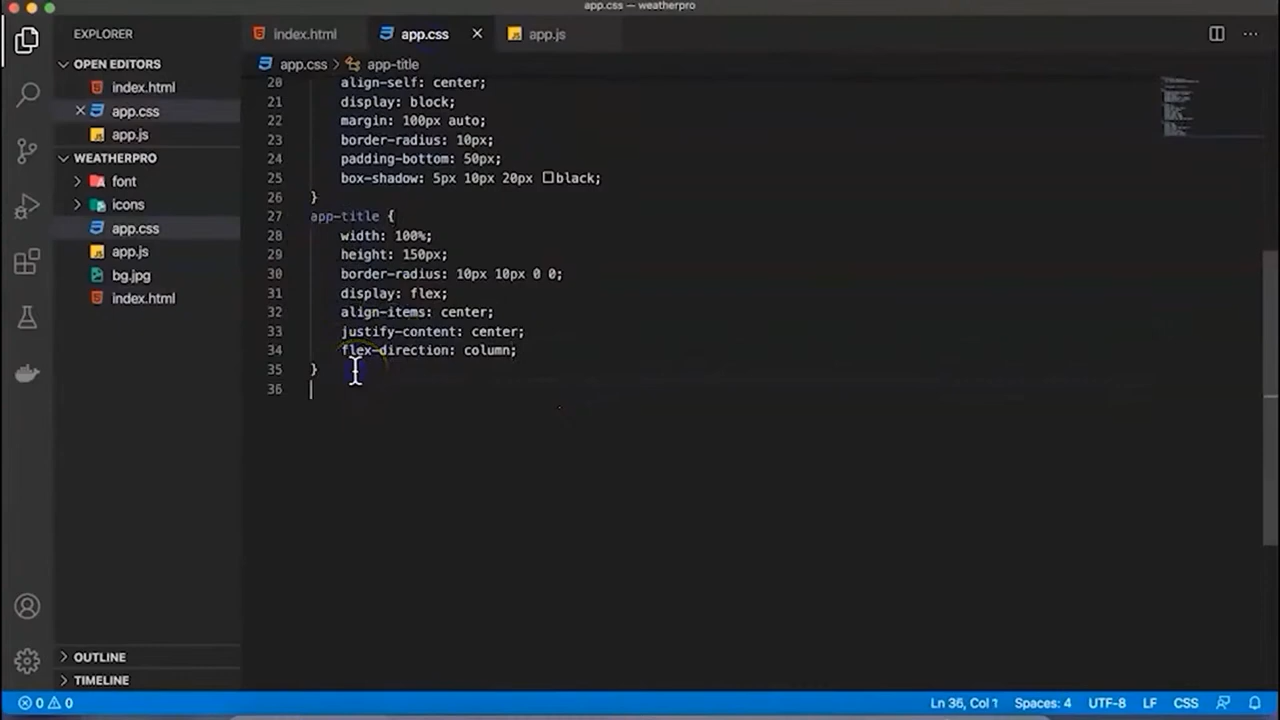 app.css — weatherpro
EXPLORER
index.html
app.css
app.js
OPEN EDITORS
index.html
app.css
app.js
WEATHERPRO
font
icons
app.css
app.js
bg.jpg
index.html
OUTLINE
TIMELINE
app.css > app-title
20 align-self: center;
21 display: block;
22 margin: 100px auto;
23 border-radius: 10px;
24 padding-bottom: 50px;
25 box-shadow: 5px 10px 20px black;
26 }
27 app-title {
28 width: 100%;
29 height: 150px;
30 border-radius: 10px 10px 0 0;
31 display: flex;
32 align-items: center;
33 justify-content: center;
34 flex-direction: column;
35 }
36
0 0
Ln 36, Col 1
Spaces: 4
UTF-8
LF
CSS